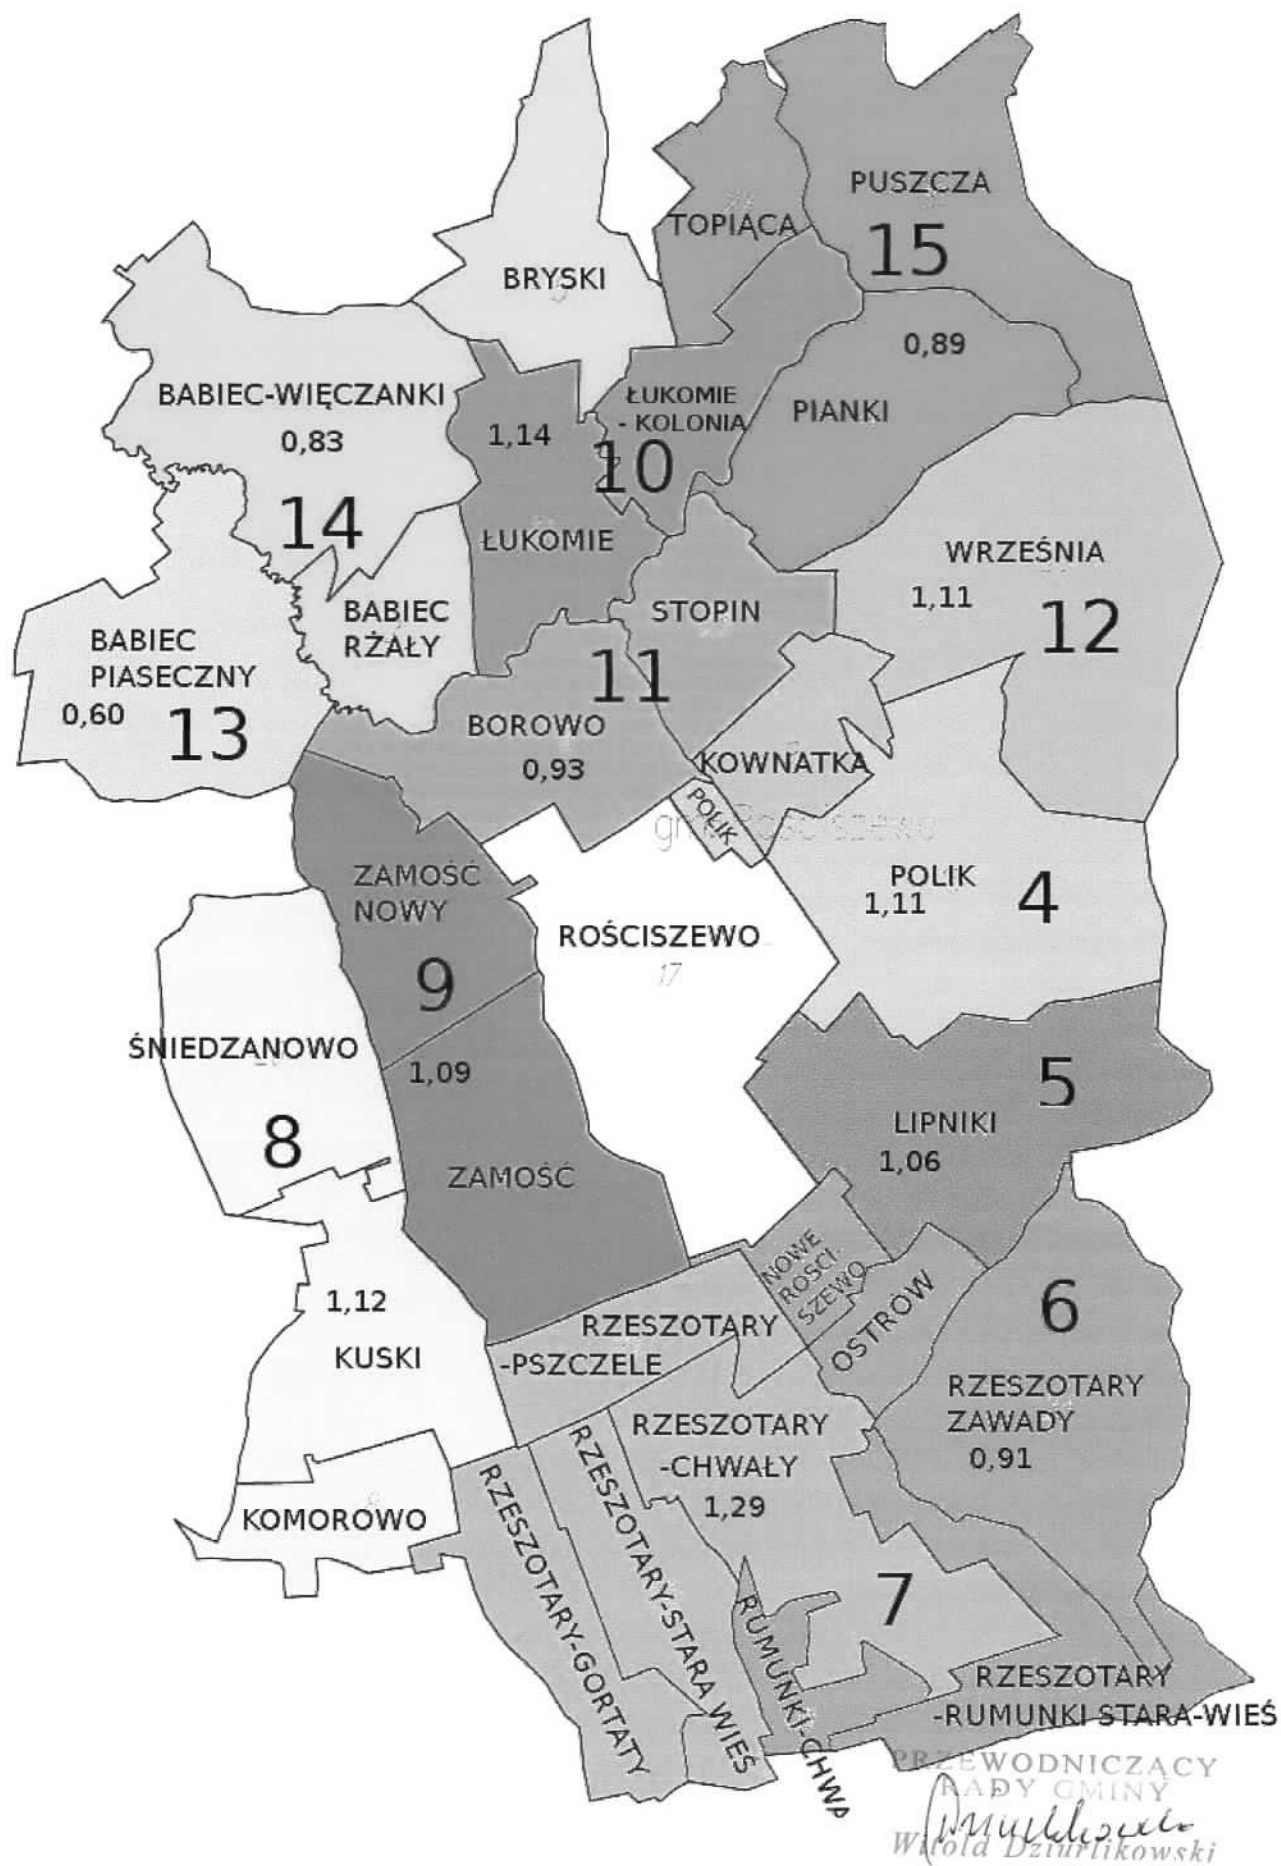 PUSZCZA
15
TOPIĄCA
BRYSKI
0,89
BABIEC-WIĘCZANKI
0,83
14
ŁUKOMIE
- KOLONIA
10
PIANKI
1,14
ŁUKOMIE
WRZEŚNIA
1,11
12
BABIEC
RŻAŁY
STOPIN
BABIEC
PIASECZNY
0,60
13
11
BOROWO
0,93
KOWNATKA
POLIK
ZAMOŚĆ
NOWY
9
POLIK
1,11
4
ROŚCISZEWO
17
ŚNIEDZANOWO
8
1,09
ZAMOŚĆ
5
LIPNIKI
1,06
NOWE
ROŚCI-
SZEWO
OSTRÓW
6
1,12
KUSKI
RZESZOTARY
-PSZCZELE
RZESZOTARY
ZAWADY
0,91
RZESZOTARY
-CHWAŁY
1,29
KOMOROWO
RZESZOTARY-GORTATY
RZESZOTARY-STARA WIEŚ
7
RUMUNKI-CHWA
RZESZOTARY
-RUMUNKI STARA-WIEŚ
PRZEWODNICZĄCY
RADY GMINY
Witold Dziurlikowski